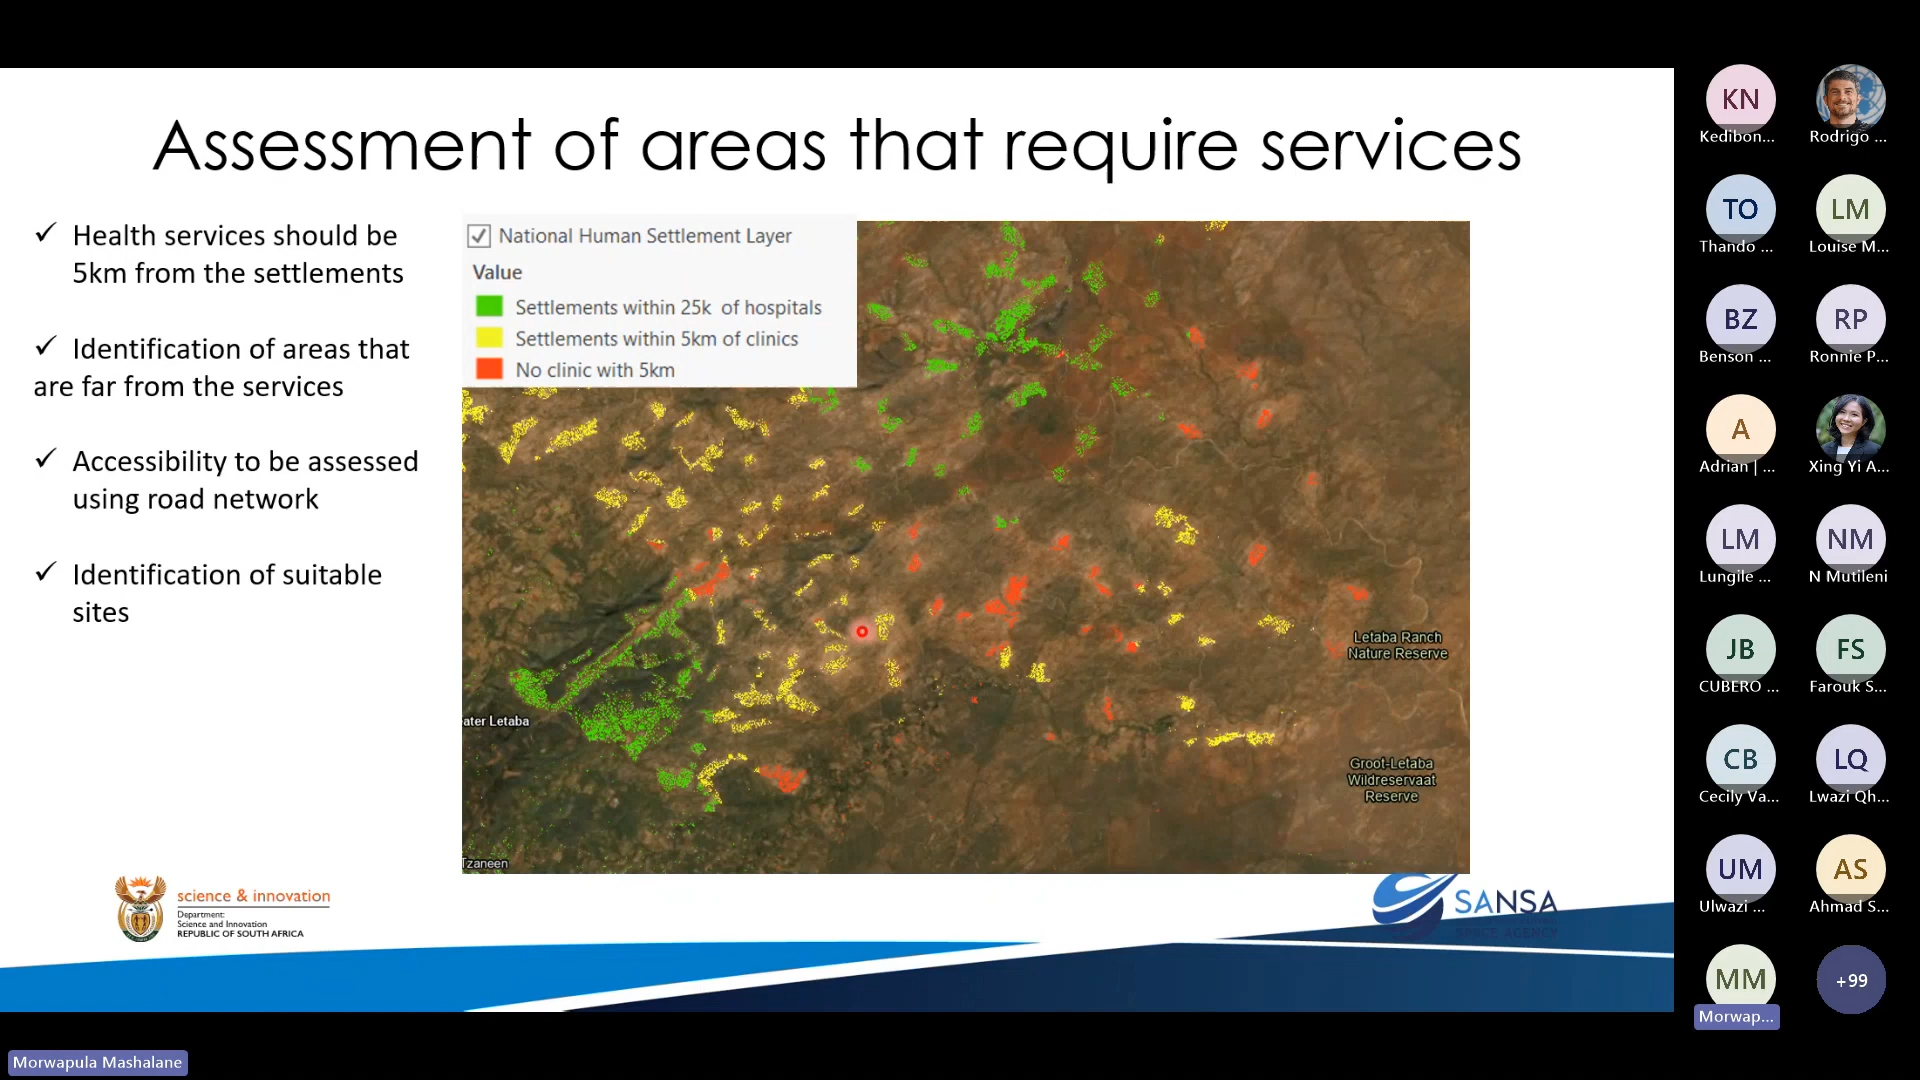 Assessment of areas that require services
✓ Health services should be
5km from the settlements
✓ Identification of areas that
are far from the services
✓ Accessibility to be assessed
using road network
✓ Identification of suitable
sites
National Human Settlement Layer
Value
Settlements within 25k of hospitals
Settlements within 5km of clinics
No clinic with 5km
Letaba Ranch
Nature Reserve
ater Letaba
Groot-Letaba
Wildreservaat
Reserve
Tzaneen
science & innovation
Department:
Science and Innovation
REPUBLIC OF SOUTH AFRICA
SANSA
SPACE AGENCY
KN
Kedibon...
Rodrigo ...
TO
Thando ...
LM
Louise M...
BZ
Benson ...
RP
Ronnie P...
A
Adrian | ...
Xing Yi A...
LM
Lungile ...
NM
N Mutileni
JB
CUBERO ...
FS
Farouk S...
CB
Cecily Va...
LQ
Lwazi Qh...
UM
Ulwazi ...
AS
Ahmad S...
MM
Morwap...
+99
Morwapula Mashalane